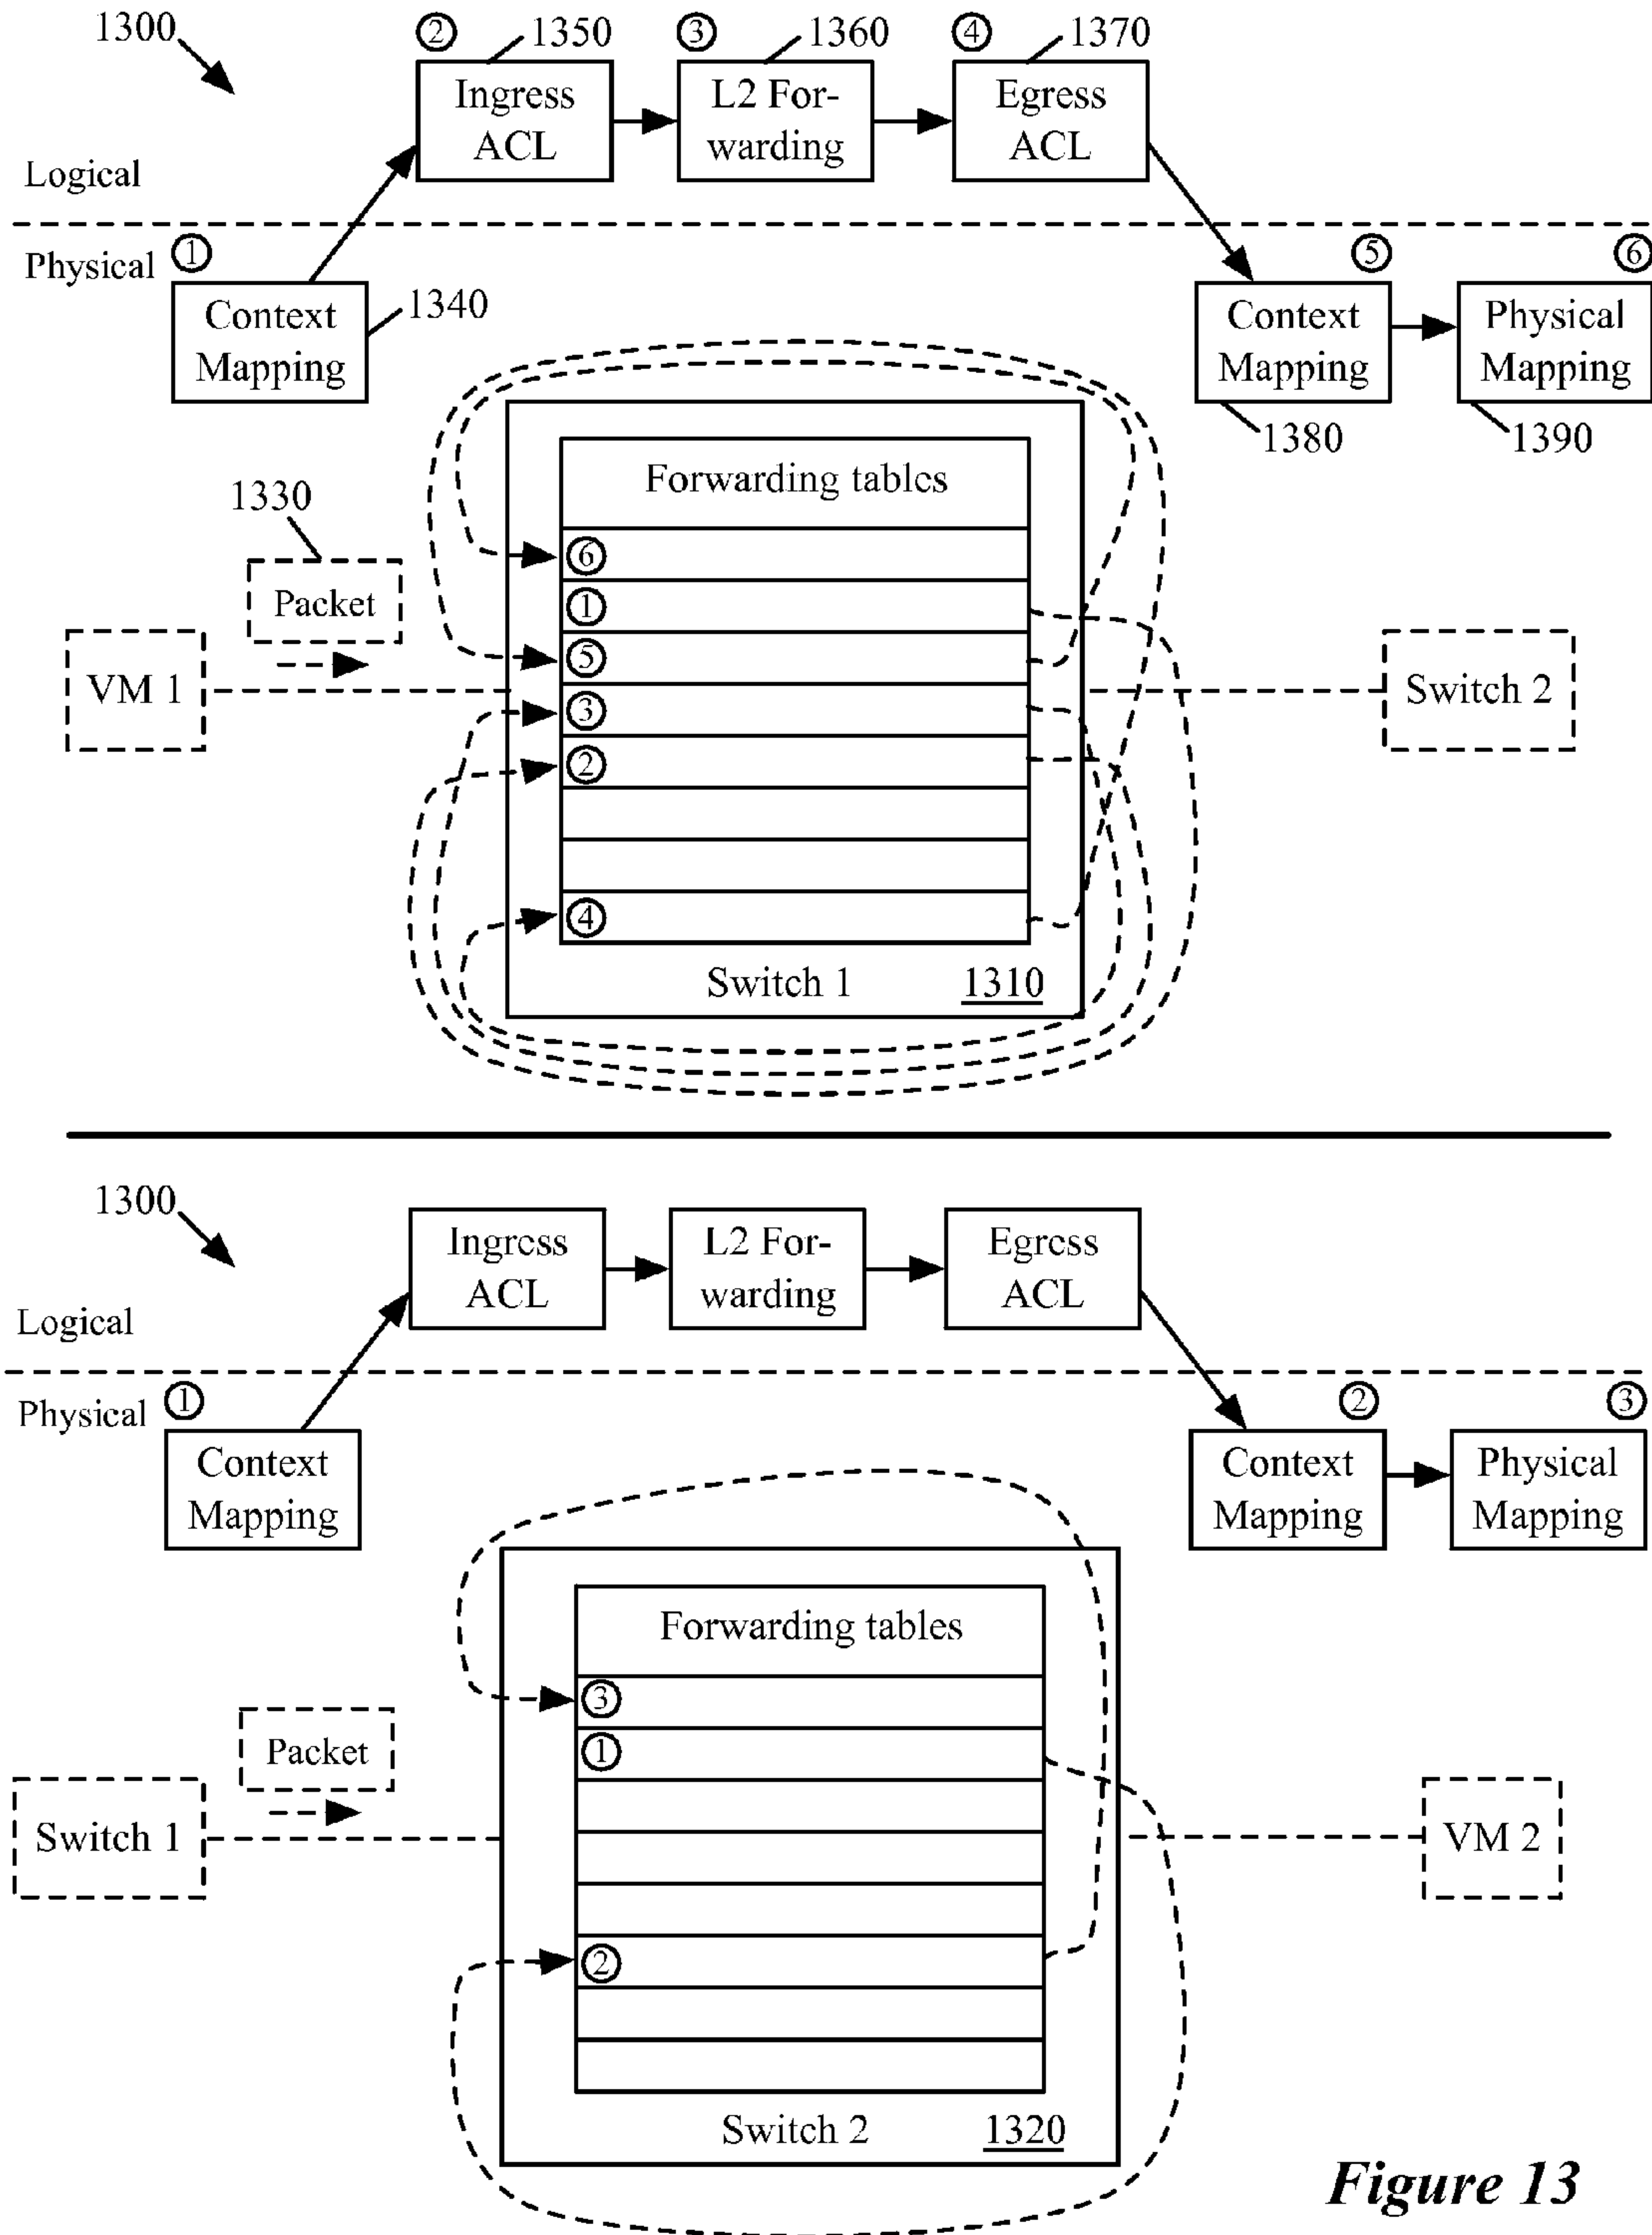 1300
② 1350
③ 1360
④ 1370
Ingress
ACL
L2 For-
warding
Egress
ACL
Logical
Physical
①
Context
Mapping
1340
⑤
Context
Mapping
1380
⑥
Physical
Mapping
1390
1330
Packet
VM 1
Forwarding tables
⑥
①
⑤
③
②
④
Switch 1 1310
Switch 2
1300
Ingress
ACL
L2 For-
warding
Egress
ACL
Logical
Physical
①
Context
Mapping
②
Context
Mapping
③
Physical
Mapping
Packet
Switch 1
Forwarding tables
③
①
②
Switch 2 1320
VM 2
Figure 13